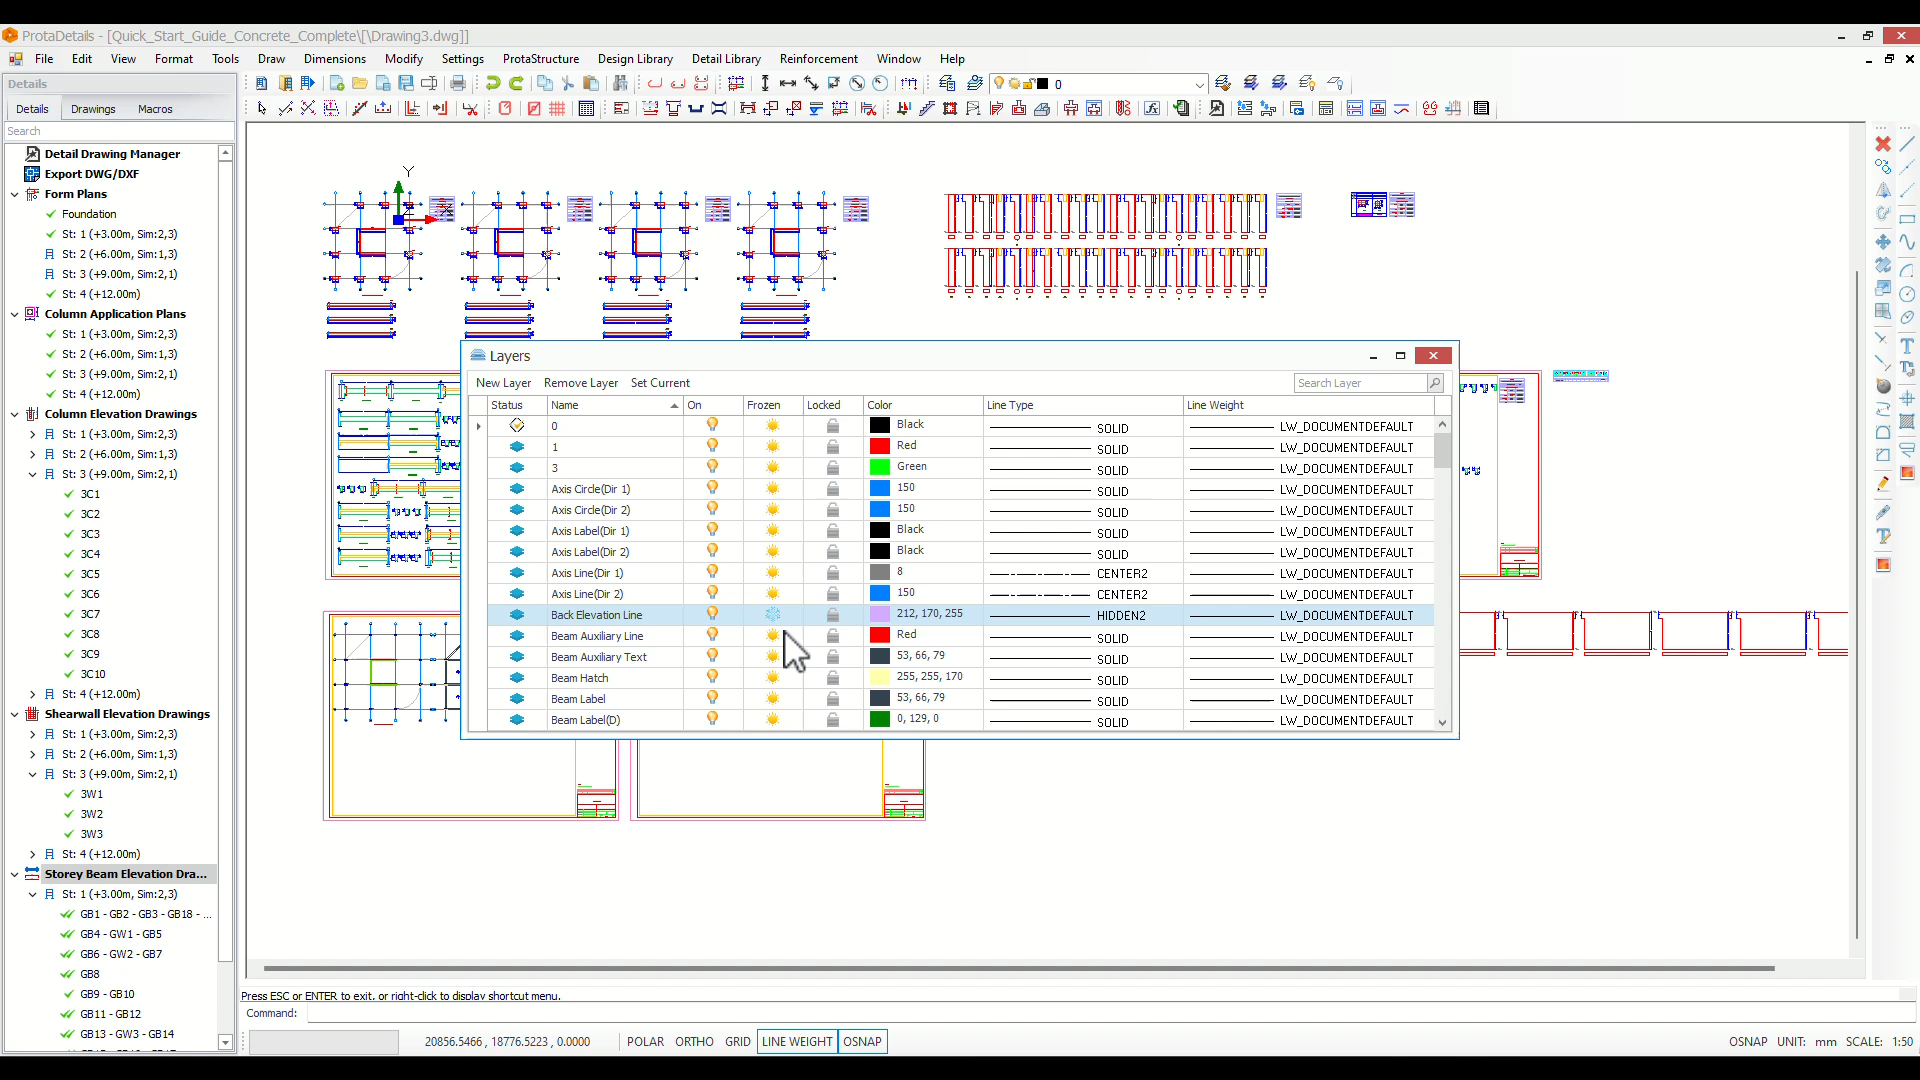 ProtaDetails - [Quick_Start_Guide_Concrete_Complete\[\Drawing3.dwg]]
File Edit View Format Tools Draw Dimensions Modify Settings ProtaStructure Design Library Detail Library Reinforcement Window Help
Details
Details Drawings Macros
0
Search
Detail Drawing Manager
Export DWG/DXF
Form Plans
Foundation
St: 1 (+3.00m, Sim:2,3)
St: 2 (+6.00m, Sim:1,3)
St: 3 (+9.00m, Sim:2,1)
St: 4 (+12.00m)
Column Application Plans
St: 1 (+3.00m, Sim:2,3)
St: 2 (+6.00m, Sim:1,3)
St: 3 (+9.00m, Sim:2,1)
St: 4 (+12.00m)
Column Elevation Drawings
St: 1 (+3.00m, Sim:2,3)
St: 2 (+6.00m, Sim:1,3)
St: 3 (+9.00m, Sim:2,1)
3C1
3C2
3C3
3C4
3C5
3C6
3C7
3C8
3C9
3C10
St: 4 (+12.00m)
Shearwall Elevation Drawings
St: 1 (+3.00m, Sim:2,3)
St: 2 (+6.00m, Sim:1,3)
St: 3 (+9.00m, Sim:2,1)
3W1
3W2
3W3
St: 4 (+12.00m)
Storey Beam Elevation Dra...
St: 1 (+3.00m, Sim:2,3)
GB1 - GB2 - GB3 - GB18 - ...
GB4 - GW1 - GB5
GB6 - GW2 - GB7
GB8
GB9 - GB10
GB11 - GB12
GB13 - GW3 - GB14
Y
X
Z
Layers
New Layer Remove Layer Set Current Search Layer
Status Name On Frozen Locked Color Line Type Line Weight
0 Black SOLID LW_DOCUMENTDEFAULT
1 Red SOLID LW_DOCUMENTDEFAULT
3 Green SOLID LW_DOCUMENTDEFAULT
Axis Circle(Dir 1) 150 SOLID LW_DOCUMENTDEFAULT
Axis Circle(Dir 2) 150 SOLID LW_DOCUMENTDEFAULT
Axis Label(Dir 1) Black SOLID LW_DOCUMENTDEFAULT
Axis Label(Dir 2) Black SOLID LW_DOCUMENTDEFAULT
Axis Line(Dir 1) 8 CENTER2 LW_DOCUMENTDEFAULT
Axis Line(Dir 2) 150 CENTER2 LW_DOCUMENTDEFAULT
Back Elevation Line 212, 170, 255 HIDDEN2 LW_DOCUMENTDEFAULT
Beam Auxiliary Line Red SOLID LW_DOCUMENTDEFAULT
Beam Auxiliary Text 53, 66, 79 SOLID LW_DOCUMENTDEFAULT
Beam Hatch 255, 255, 170 SOLID LW_DOCUMENTDEFAULT
Beam Label 53, 66, 79 SOLID LW_DOCUMENTDEFAULT
Beam Label(D) 0, 129, 0 SOLID LW_DOCUMENTDEFAULT
Press ESC or ENTER to exit, or right-click to display shortcut menu.
Command:
20856.5466 , 18776.5223 , 0.0000 POLAR ORTHO GRID LINE WEIGHT OSNAP OSNAP UNIT: mm SCALE: 1:50